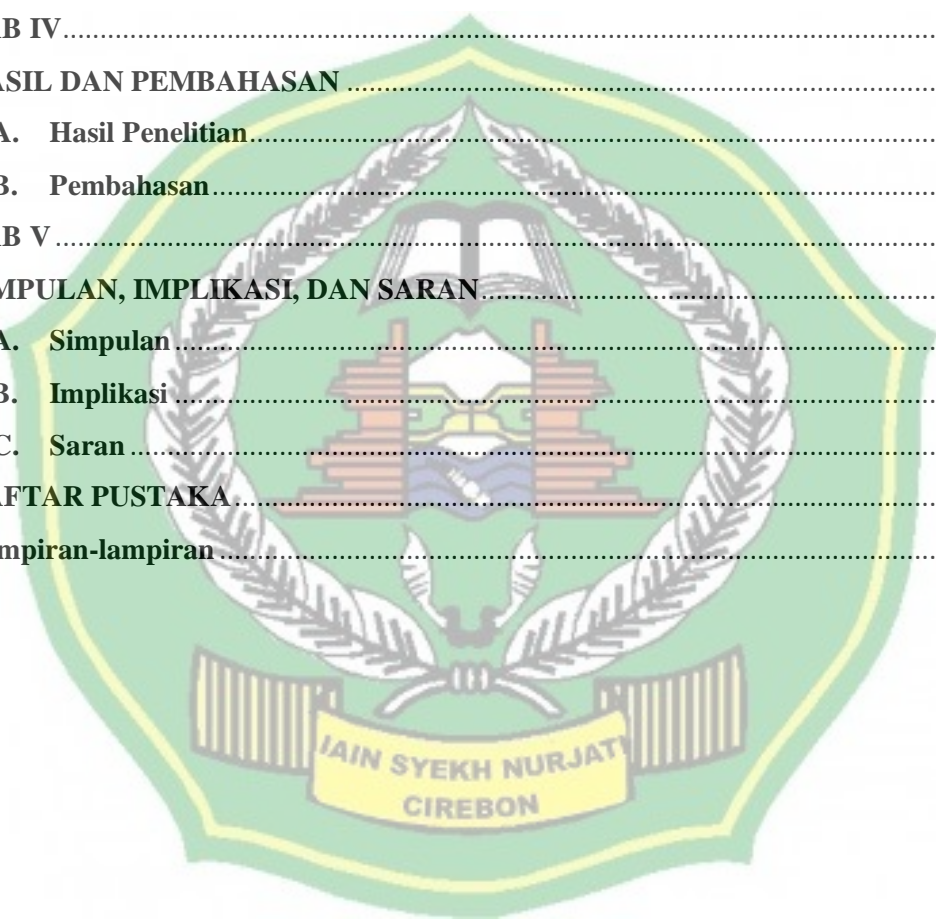 AB IV
ASIL DAN PEMBAHASAN
A. Hasil Penelitian
B. Pembahasan
AB V
MPULAN, IMPLIKASI, DAN SARAN
A. Simpulan
B. Implikasi
C. Saran
AFTAR PUSTAKA
mpiran-lampiran
IAIN SYEKH NURJATI
CIREBON